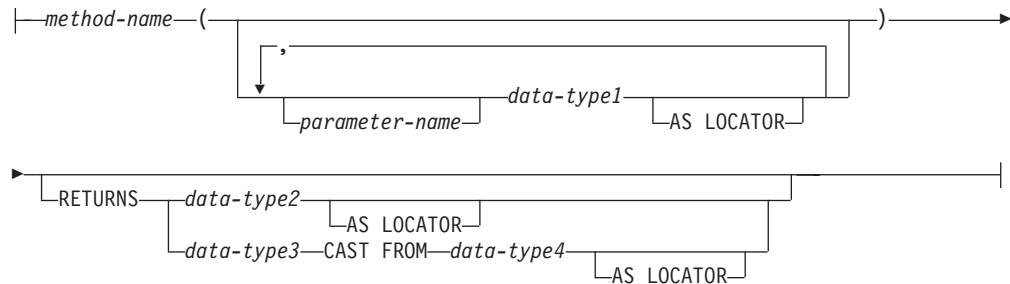 method-name ( )
,
data-type1
parameter-name AS LOCATOR
RETURNS data-type2
AS LOCATOR
data-type3 CAST FROM data-type4
AS LOCATOR